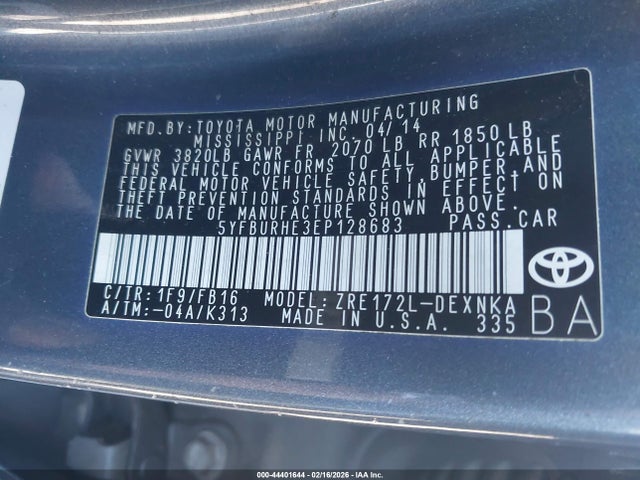 MFD.BY:TOYOTA MOTOR MANUFACTURING
MISSISSIPPI INC. 04/14
GVWR 3820LB GAWR FR 2070 LB RR 1850 LB
THIS VEHICLE CONFORMS TO ALL APPLICABLE
FEDERAL MOTOR VEHICLE SAFETY,BUMPER,AND
THEFT PREVENTION STANDARDS IN EFFECT ON
THE DATE OF MANUFACTURE SHOWN ABOVE.
5YFBURHE3EP128683 PASS.CAR
C/TR: 1F9/FB16 MODEL: ZRE172L-DEXNKA
A/TM: -04A/K313 MADE IN U.S.A. 335
BA
000-44401644 | 02/16/2026 - © IAA Inc.